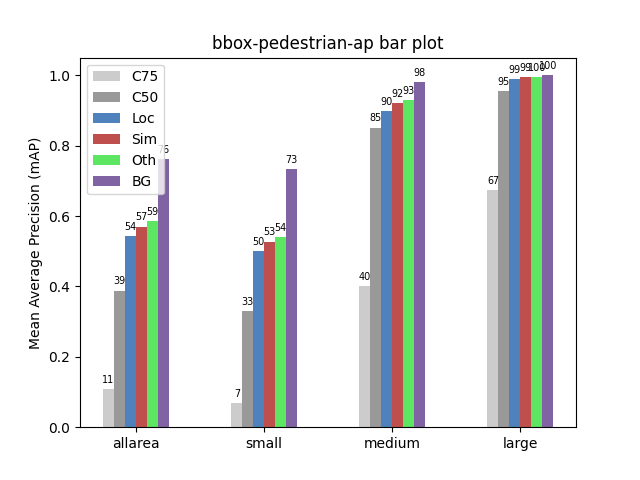 bbox-pedestrian-ap bar plot
Mean Average Precision (mAP)
1.0
0.8
0.6
0.4
0.2
0.0
C75
C50
Loc
Sim
Oth
BG
11
39
54
57
59
76
7
33
50
53
54
73
40
85
90
92
93
98
67
95
99
99
100
100
allarea
small
medium
large